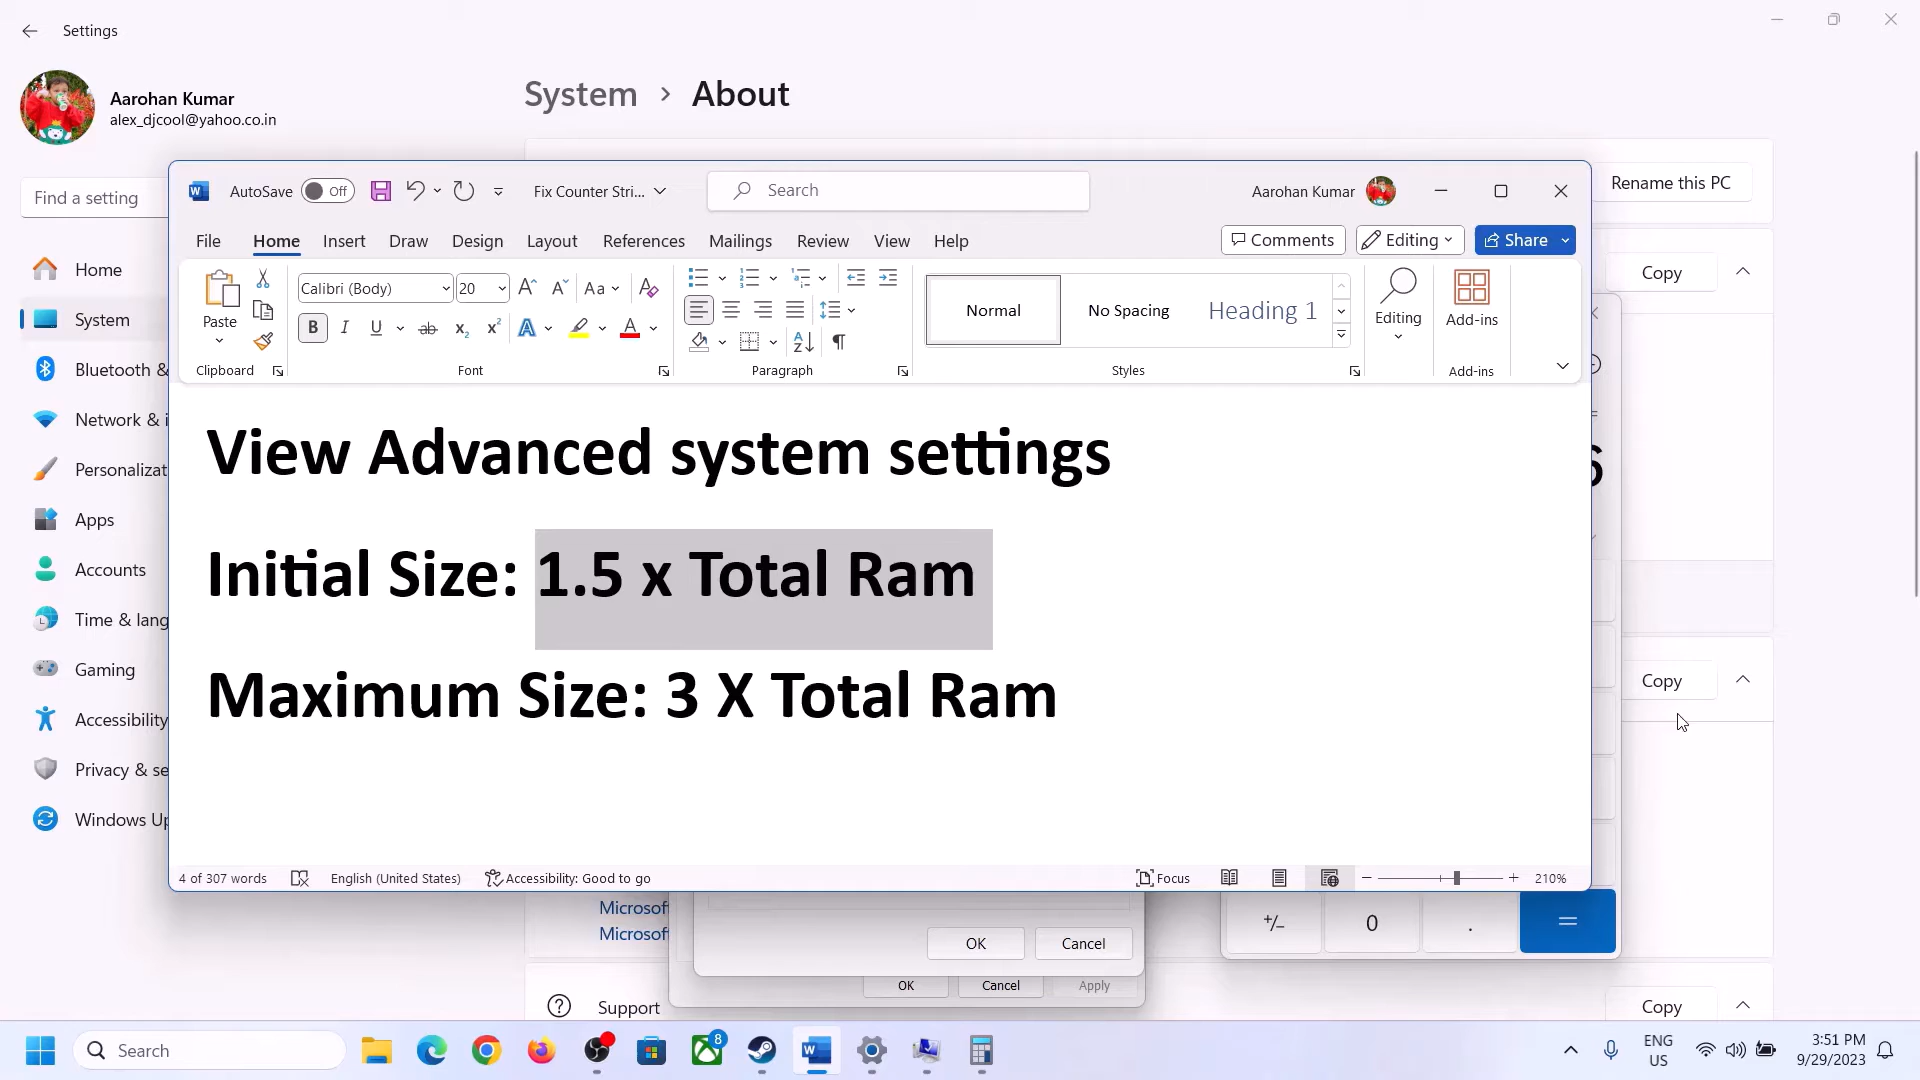 Settings
Aarohan Kumar
alex_djcool@yahoo.co.in
System > About
Find a setting
Rename this PC
Home
System
Bluetooth &
Network & i
Personalizat
Apps
Accounts
Time & lang
Gaming
Accessibility
Privacy & se
Windows Up
Copy
Copy
AutoSave Off Fix Counter Stri... Search Aarohan Kumar
File Home Insert Draw Design Layout References Mailings Review View Help Comments Editing Share
Paste Calibri (Body) 20 Aa Normal No Spacing Heading 1 Editing Add-ins
Clipboard Font Paragraph Styles Add-ins
View Advanced system settings
Initial Size: 1.5 x Total Ram
Maximum Size: 3 X Total Ram
4 of 307 words English (United States) Accessibility: Good to go Focus 210%
Microsof
Microsof
OK Cancel
OK Cancel Apply
+/- 0 . =
Support Copy
Search 8 ENG US 3:51 PM 9/29/2023